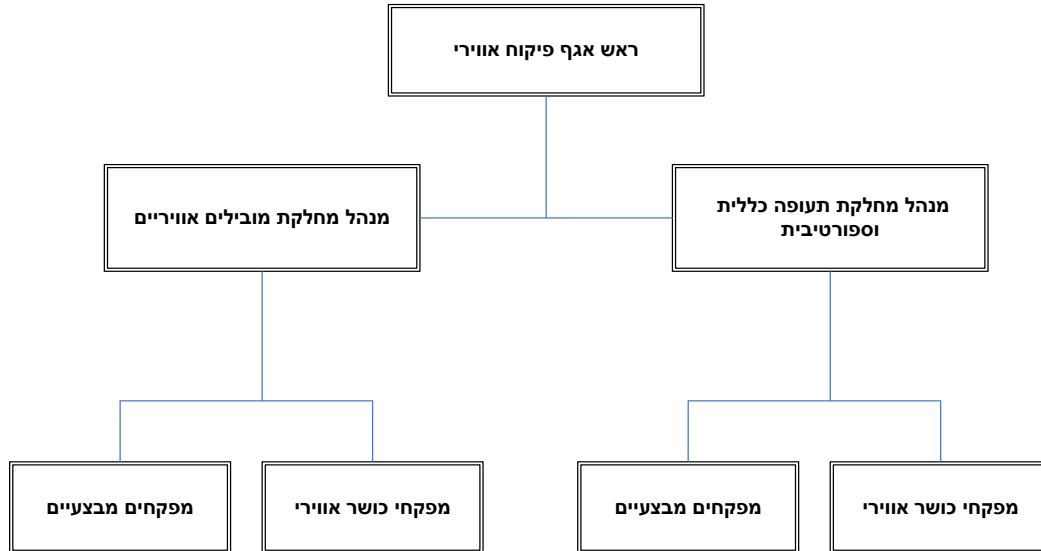 ראש אגף פיקוח אווירי
מנהל מחלקת תעופה כללית
וספורטיבית
מנהל מחלקת מובילים אוויריים
מפקחי כושר אווירי
מפקחים מבצעיים
מפקחי כושר אווירי
מפקחים מבצעיים